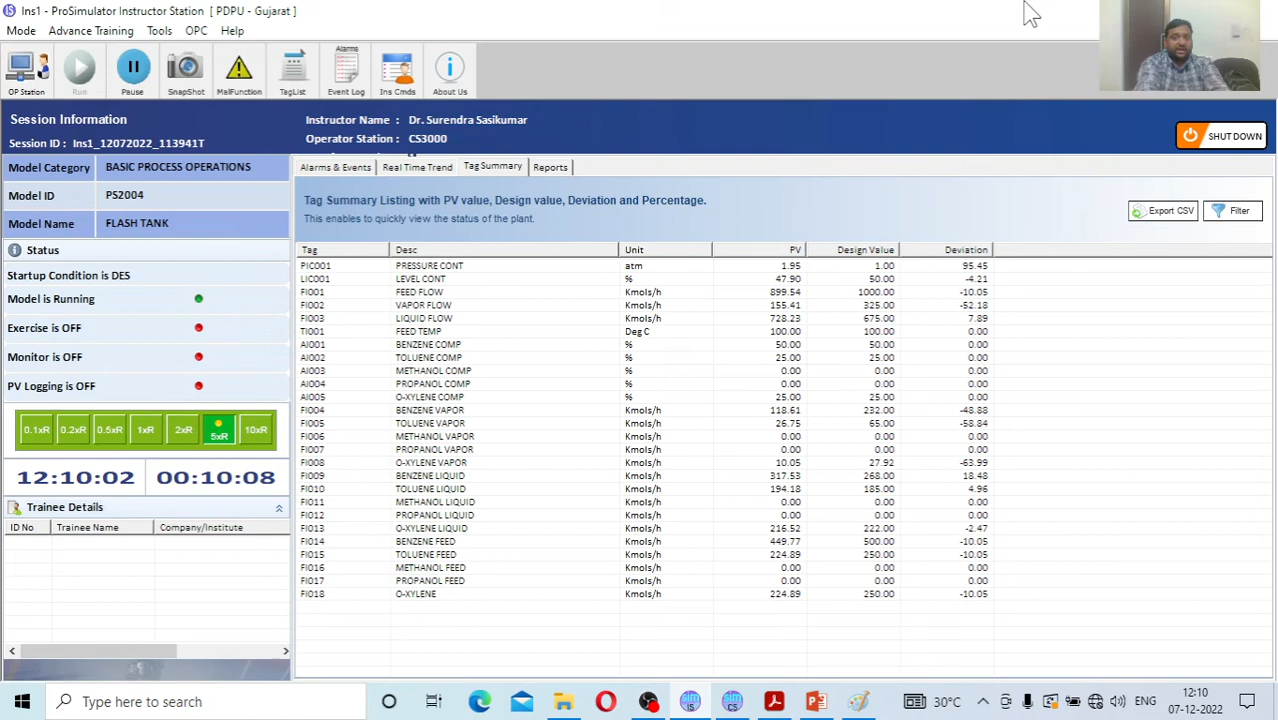 Ins1 - ProSimulator Instructor Station [ PDPU - Gujarat ]
Mode Advance Training Tools OPC Help
Alarms
OP Station Run Pause SnapShot MalFunction TagList Event Log Ins Cmds About Us
Session Information
Session ID : Ins1_12072022_113941T
Instructor Name : Dr. Surendra Sasikumar
Operator Station : CS3000
SHUT DOWN
Model Category BASIC PROCESS OPERATIONS
Model ID PS2004
Model Name FLASH TANK
Status
Startup Condition is DES
Model is Running
Exercise is OFF
Monitor is OFF
PV Logging is OFF
0.1xR 0.2xR 0.5xR 1xR 2xR 5xR 10xR
12:10:02 00:10:08
Trainee Details
ID No Trainee Name Company/Institute
Alarms & Events Real Time Trend Tag Summary Reports
Tag Summary Listing with PV value, Design value, Deviation and Percentage.
This enables to quickly view the status of the plant.
Export CSV Filter
Tag Desc Unit PV Design Value Deviation
PIC001 PRESSURE CONT atm 1.95 1.00 95.45
LIC001 LEVEL CONT % 47.90 50.00 -4.21
FI001 FEED FLOW Kmols/h 899.54 1000.00 -10.05
FI002 VAPOR FLOW Kmols/h 155.41 325.00 -52.18
FI003 LIQUID FLOW Kmols/h 728.23 675.00 7.89
TI001 FEED TEMP Deg C 100.00 100.00 0.00
AI001 BENZENE COMP % 50.00 50.00 0.00
AI002 TOLUENE COMP % 25.00 25.00 0.00
AI003 METHANOL COMP % 0.00 0.00 0.00
AI004 PROPANOL COMP % 0.00 0.00 0.00
AI005 O-XYLENE COMP % 25.00 25.00 0.00
FI004 BENZENE VAPOR Kmols/h 118.61 232.00 -48.88
FI005 TOLUENE VAPOR Kmols/h 26.75 65.00 -58.84
FI006 METHANOL VAPOR Kmols/h 0.00 0.00 0.00
FI007 PROPANOL VAPOR Kmols/h 0.00 0.00 0.00
FI008 O-XYLENE VAPOR Kmols/h 10.05 27.92 -63.99
FI009 BENZENE LIQUID Kmols/h 317.53 268.00 18.48
FI010 TOLUENE LIQUID Kmols/h 194.18 185.00 4.96
FI011 METHANOL LIQUID Kmols/h 0.00 0.00 0.00
FI012 PROPANOL LIQUID Kmols/h 0.00 0.00 0.00
FI013 O-XYLENE LIQUID Kmols/h 216.52 222.00 -2.47
FI014 BENZENE FEED Kmols/h 449.77 500.00 -10.05
FI015 TOLUENE FEED Kmols/h 224.89 250.00 -10.05
FI016 METHANOL FEED Kmols/h 0.00 0.00 0.00
FI017 PROPANOL FEED Kmols/h 0.00 0.00 0.00
FI018 O-XYLENE Kmols/h 224.89 250.00 -10.05
Type here to search
30°C
ENG
12:10
07-12-2022